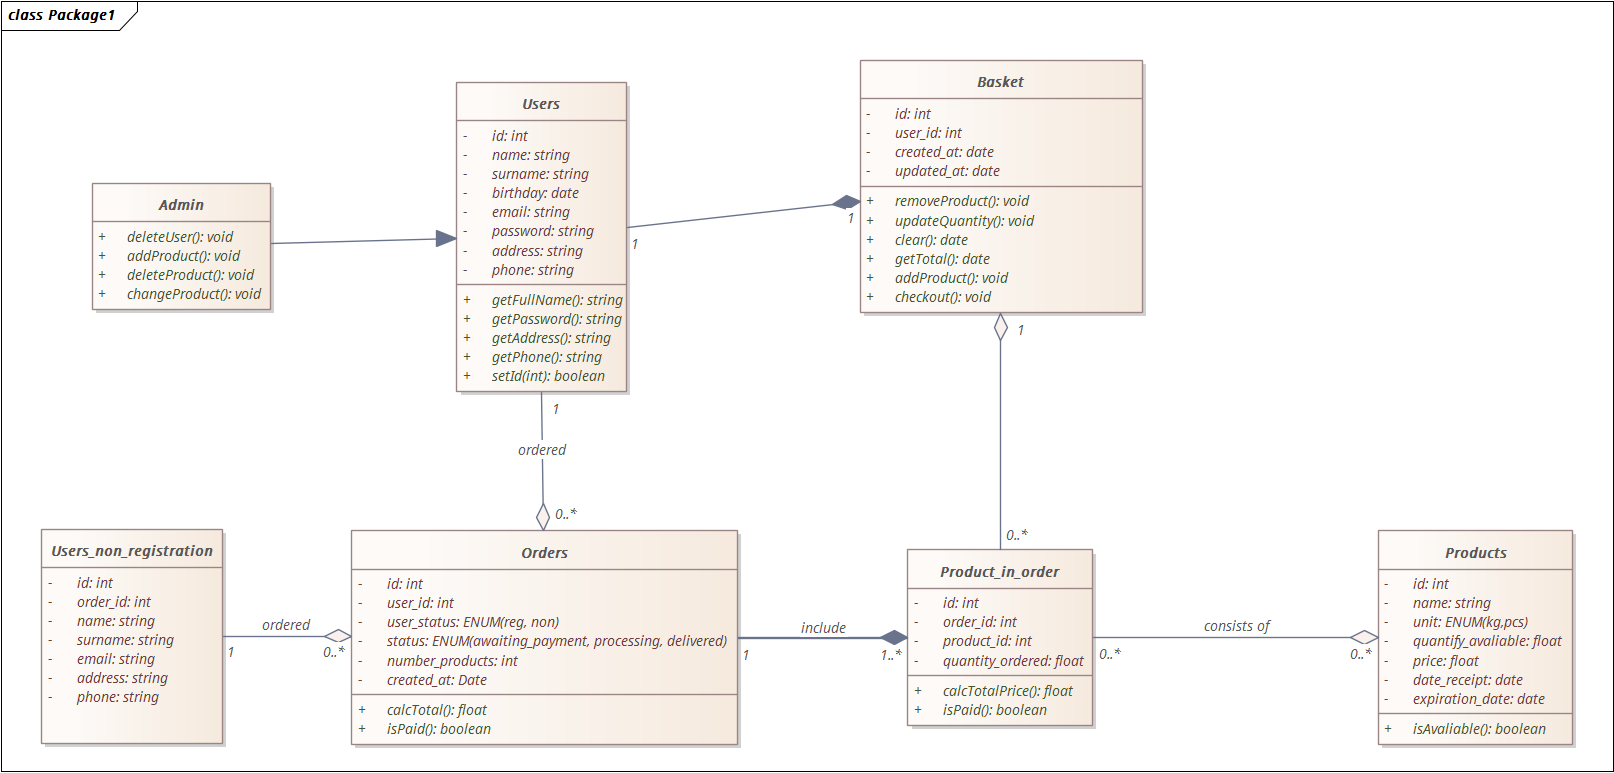 class Package1
Admin
+ deleteUser(): void
+ addProduct(): void
+ deleteProduct(): void
+ changeProduct(): void
Users
- id: int
- name: string
- surname: string
- birthday: date
- email: string
- password: string
- address: string
- phone: string
+ getFullName(): string
+ getPassword(): string
+ getAddress(): string
+ getPhone(): string
+ setId(int): boolean
1
1
Basket
- id: int
- user_id: int
- created_at: date
- updated_at: date
+ removeProduct(): void
+ updateQuantity(): void
+ clear(): date
+ getTotal(): date
+ addProduct(): void
+ checkout(): void
1
0..*
1
ordered
0..*
Users_non_registration
- id: int
- order_id: int
- name: string
- surname: string
- email: string
- address: string
- phone: string
ordered
1
0..*
Orders
- id: int
- user_id: int
- user_status: ENUM(reg, non)
- status: ENUM(awaiting_payment, processing, delivered)
- number_products: int
- created_at: Date
+ calcTotal(): float
+ isPaid(): boolean
include
1
1..*
Product_in_order
- id: int
- order_id: int
- product_id: int
- quantity_ordered: float
+ calcTotalPrice(): float
+ isPaid(): boolean
consists of
0..*
0..*
Products
- id: int
- name: string
- unit: ENUM(kg,pcs)
- quantify_avaliable: float
- price: float
- date_receipt: date
- expiration_date: date
+ isAvaliable(): boolean